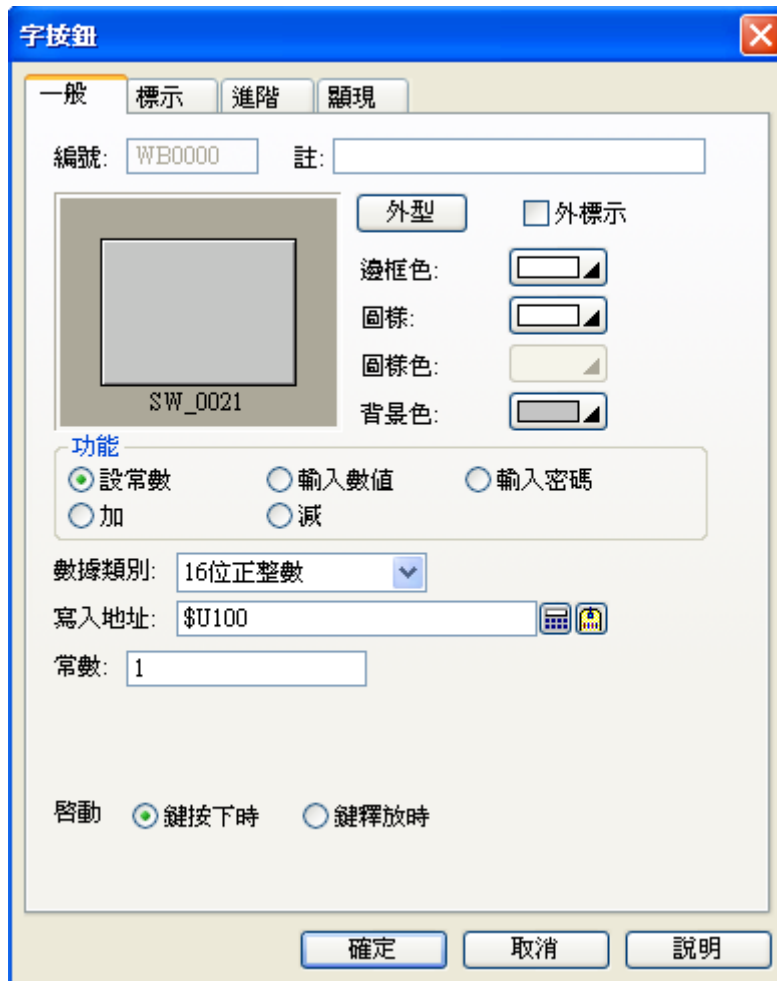 字按鈕
一般 標示 進階 顯現
編號: WB0000 註:
外型 外標示
邊框色:
圖樣:
圖樣色:
SW_0021
背景色:
功能
設常數 輸入數值 輸入密碼
加 減
數據類別: 16位正整數
寫入地址: $U100
常數: 1
啓動 鍵按下時 鍵釋放時
確定 取消 說明